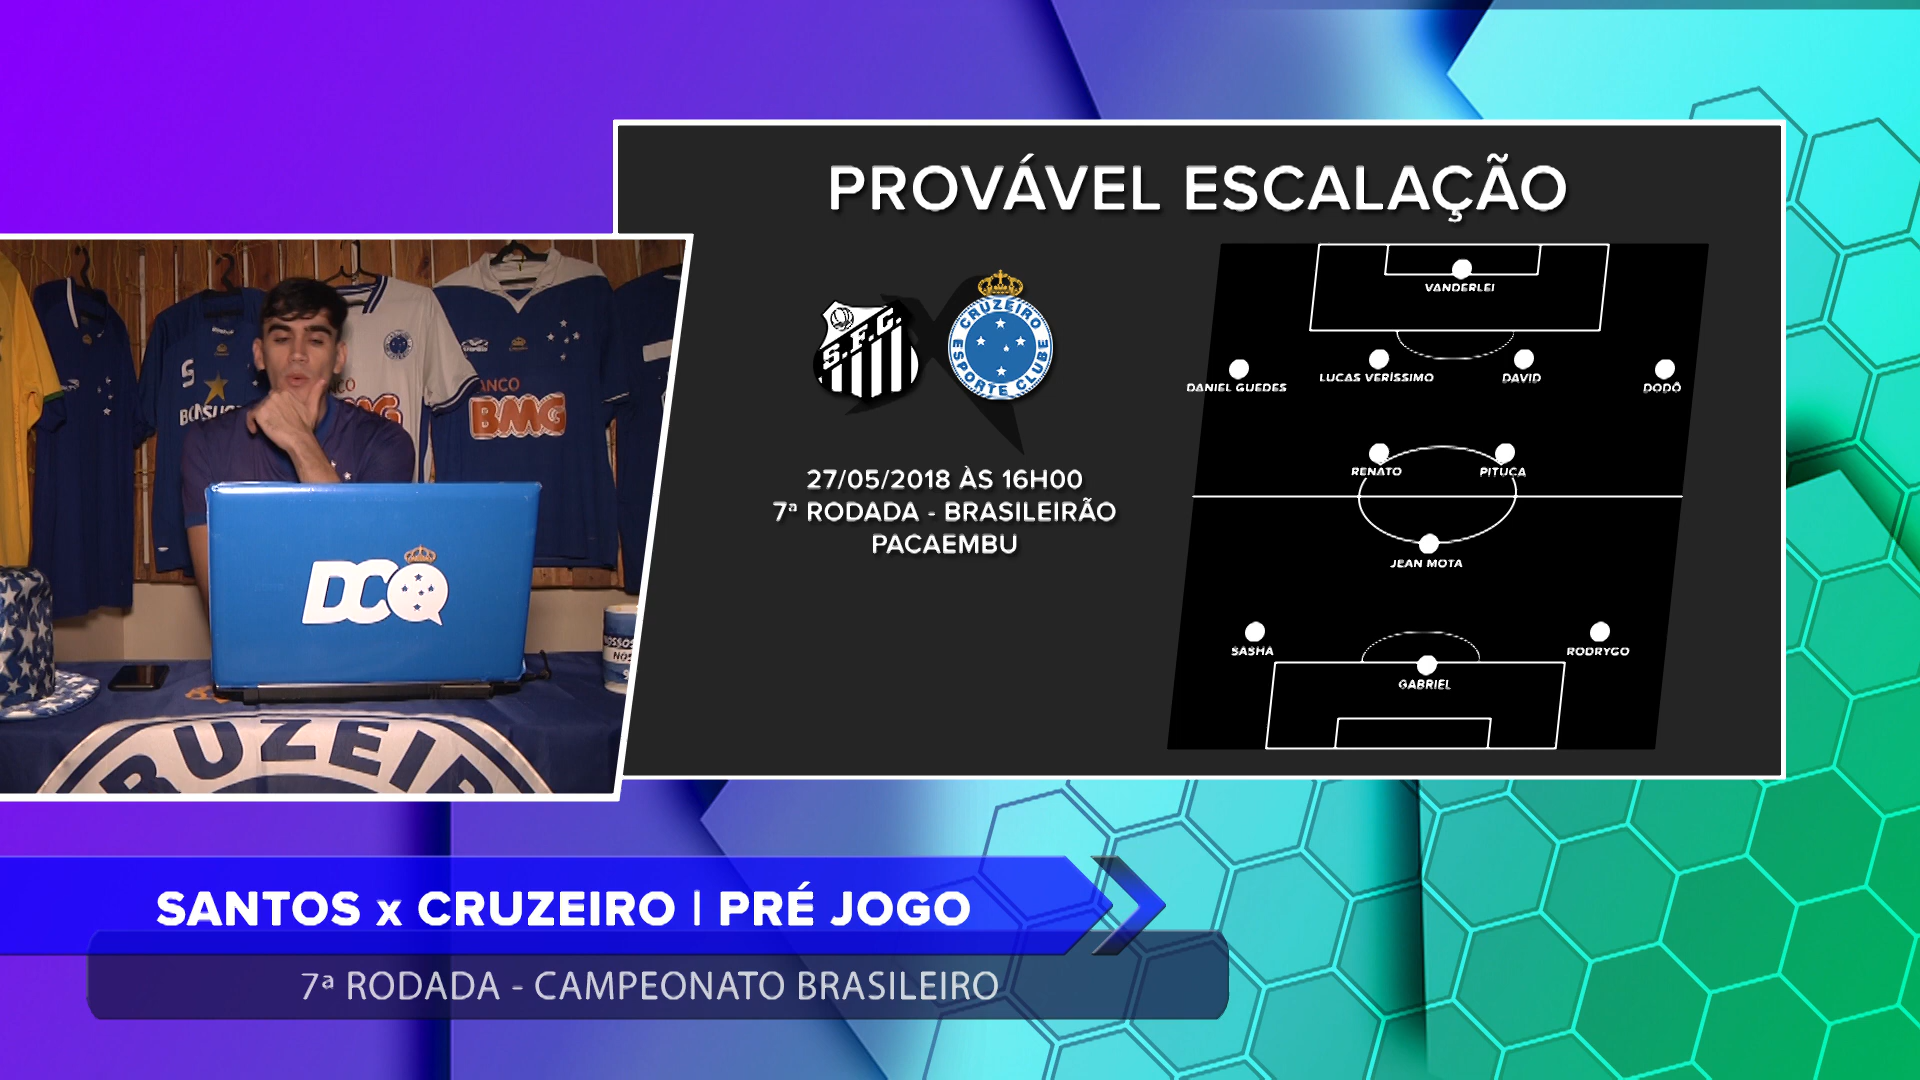 PROVÁVEL ESCALAÇÃO
S.F.C.
CRUZEIRO
ESPORTE CLUBE
27/05/2018 ÀS 16H00
7ª RODADA - BRASILEIRÃO
PACAEMBU
VANDERLEI
DANIEL GUEDES
LUCAS VERÍSSIMO
DAVID
DODÔ
RENATO
PITUCA
JEAN MOTA
SASHA
RODRYGO
GABRIEL
BMG
DC
SANTOS x CRUZEIRO | PRÉ JOGO
7ª RODADA - CAMPEONATO BRASILEIRO